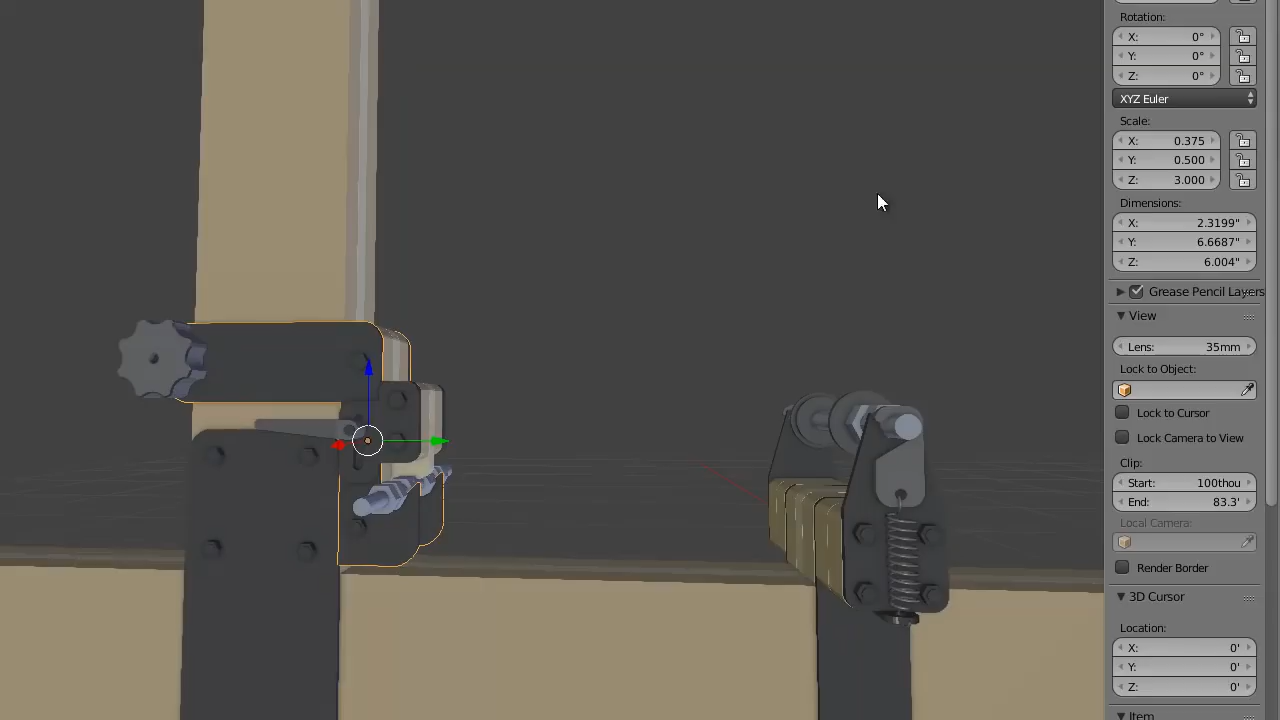 Rotation:
X: 0°
Y: 0°
Z: 0°
XYZ Euler
Scale:
X: 0.375
Y: 0.500
Z: 3.000
Dimensions:
X: 2.3199"
Y: 6.6687"
Z: 6.004"
Grease Pencil Layers
View
Lens: 35mm
Lock to Object:
Lock to Cursor
Lock Camera to View
Clip:
Start: 100thou
End: 83.3'
Local Camera:
Render Border
3D Cursor
Location:
X: 0'
Y: 0'
Z: 0'
Item